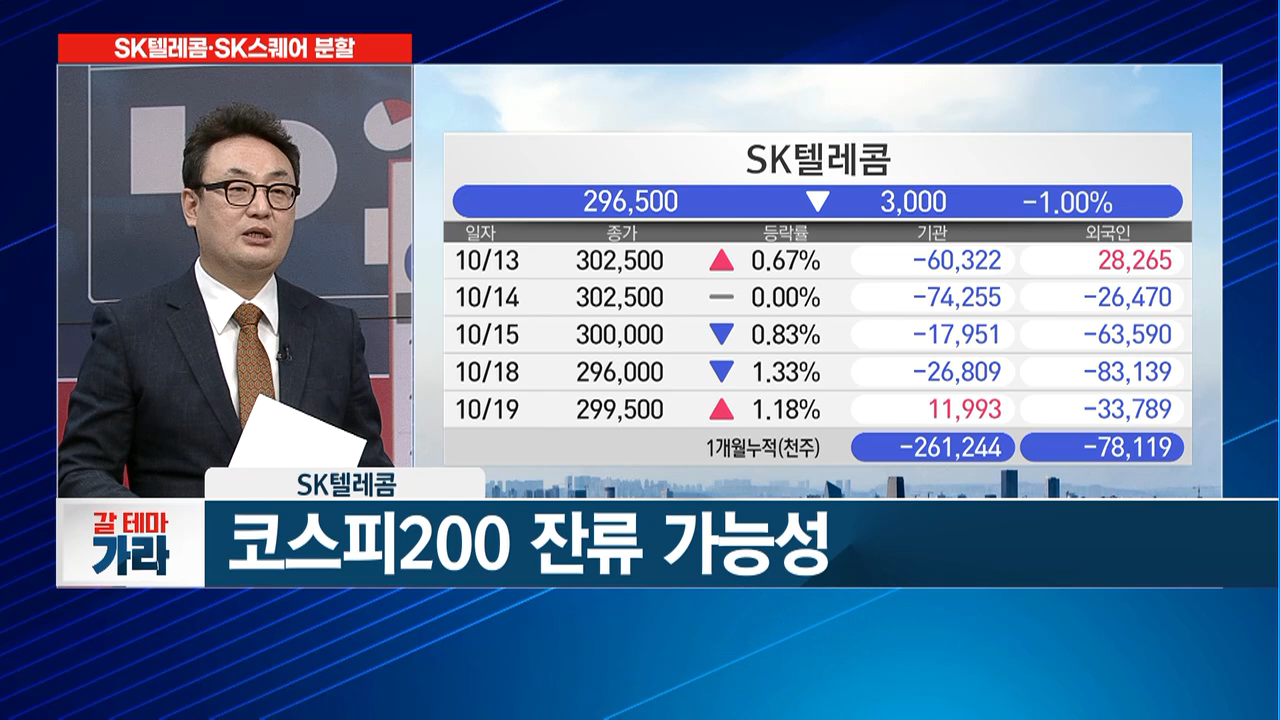 SK텔레콤·SK스퀘어 분할
SK텔레콤
296,500 ▼ 3,000 -1.00%
일자 종가 등락률 기관 외국인
10/13 302,500 ▲ 0.67% -60,322 28,265
10/14 302,500 - 0.00% -74,255 -26,470
10/15 300,000 ▼ 0.83% -17,951 -63,590
10/18 296,000 ▼ 1.33% -26,809 -83,139
10/19 299,500 ▲ 1.18% 11,993 -33,789
1개월누적(천주) -261,244 -78,119
SK텔레콤
갈 테마
가라
코스피200 잔류 가능성